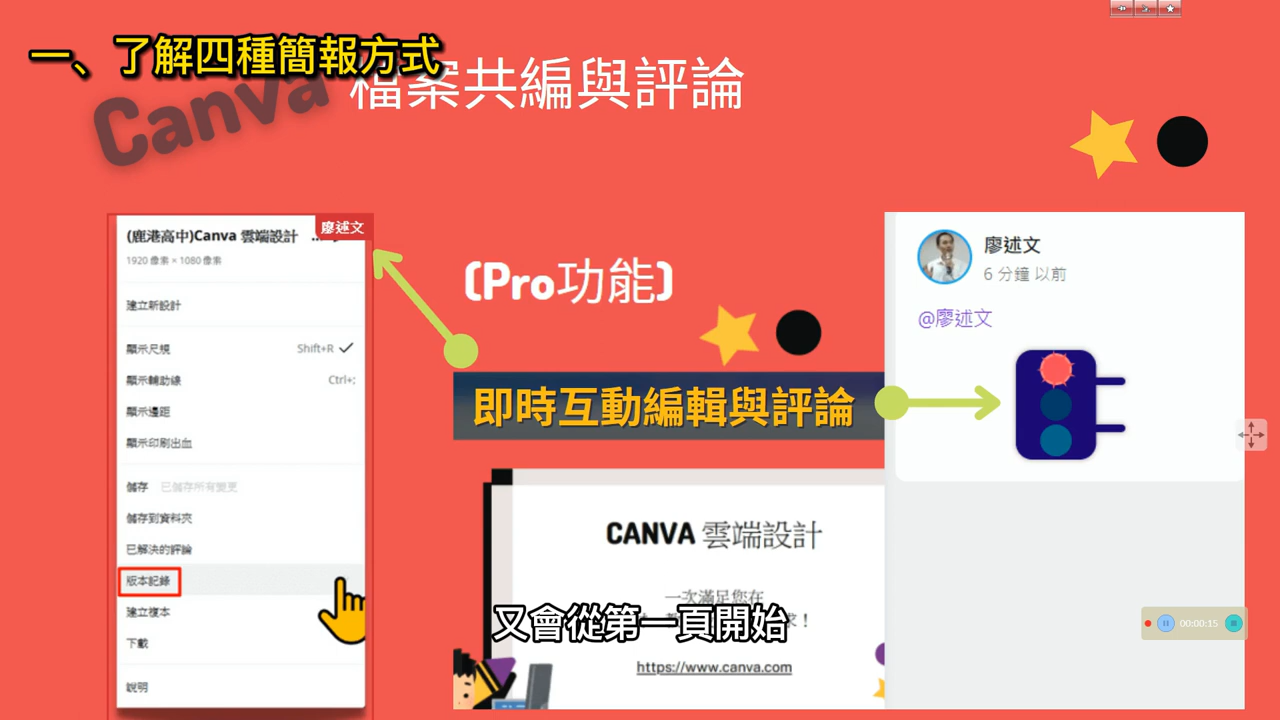 一、了解四種簡報方式
Canva 檔案共編與評論
(鹿港高中)Canva 雲端設計 ...
廖述文
1920 像素 × 1080 像素
建立新設計
顯示尺規 Shift+R
顯示輔助線 Ctrl+;
顯示邊距
顯示印刷出血
儲存 已儲存所有變更
儲存到資料夾
已解決的評論
版本記錄
建立複本
下載
說明
(Pro功能)
即時互動編輯與評論
CANVA 雲端設計
一次滿足您在
求！
又會從第一頁開始
https://www.canva.com
廖述文
6 分鐘 以前
@廖述文
00:00:15